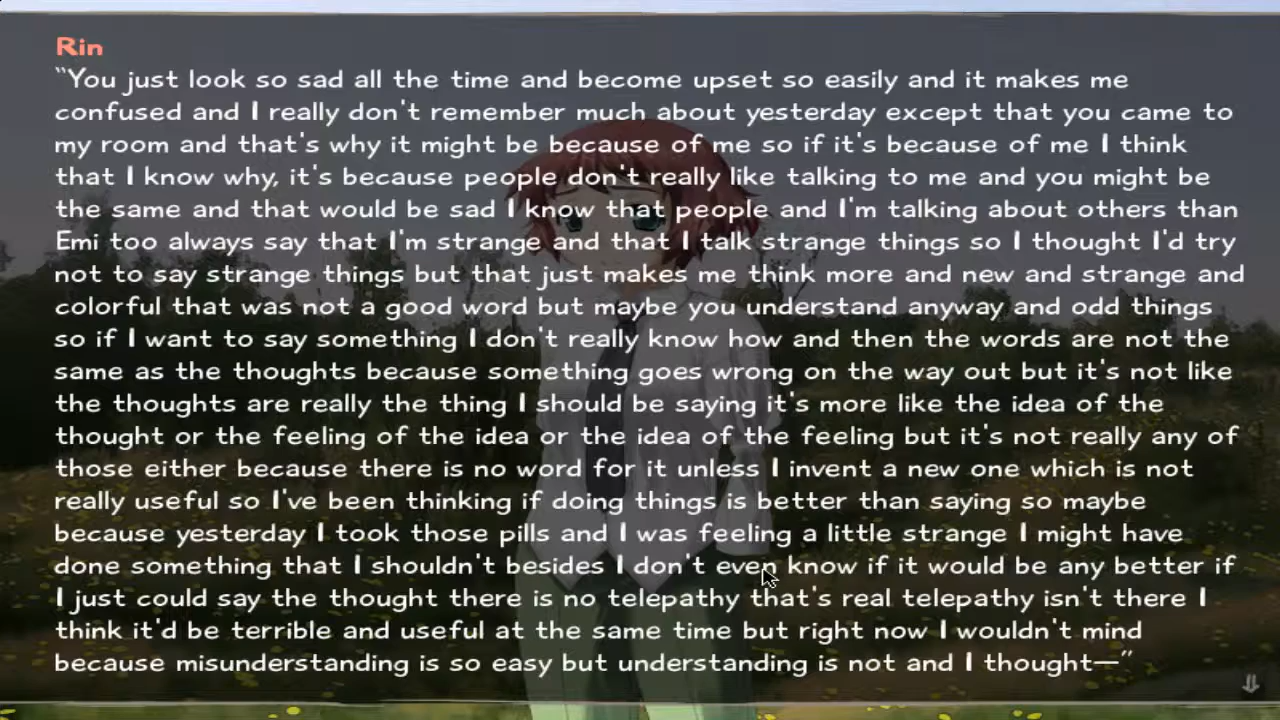 Rin
“You just look so sad all the time and become upset so easily and it makes me
confused and I really don't remember much about yesterday except that you came to
my room and that's why it might be because of me so if it's because of me I think
that I know why, it's because people don't really like talking to me and you might be
the same and that would be sad I know that people and I'm talking about others than
Emi too always say that I'm strange and that I talk strange things so I thought I'd try
not to say strange things but that just makes me think more and new and strange and
colorful that was not a good word but maybe you understand anyway and odd things
so if I want to say something I don't really know how and then the words are not the
same as the thoughts because something goes wrong on the way out but it's not like
the thoughts are really the thing I should be saying it's more like the idea of the
thought or the feeling of the idea or the idea of the feeling but it's not really any of
those either because there is no word for it unless I invent a new one which is not
really useful so I've been thinking if doing things is better than saying so maybe
because yesterday I took those pills and I was feeling a little strange I might have
done something that I shouldn't besides I don't even know if it would be any better if
I just could say the thought there is no telepathy that's real telepathy isn't there I
think it'd be terrible and useful at the same time but right now I wouldn't mind
because misunderstanding is so easy but understanding is not and I thought—”